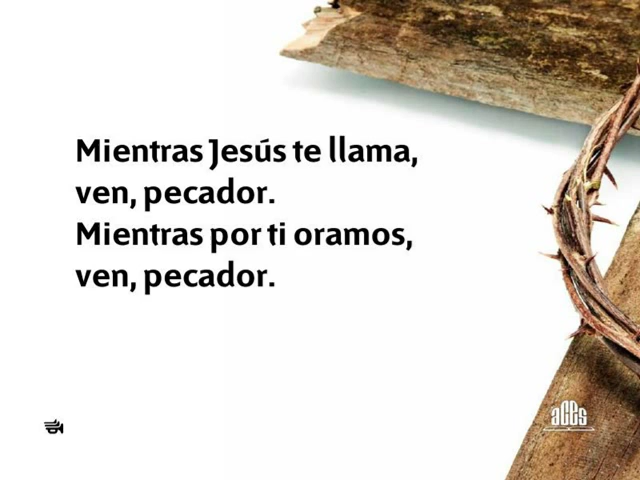 Mientras Jesús te llama,
ven, pecador.
Mientras por ti oramos,
ven, pecador.
aces